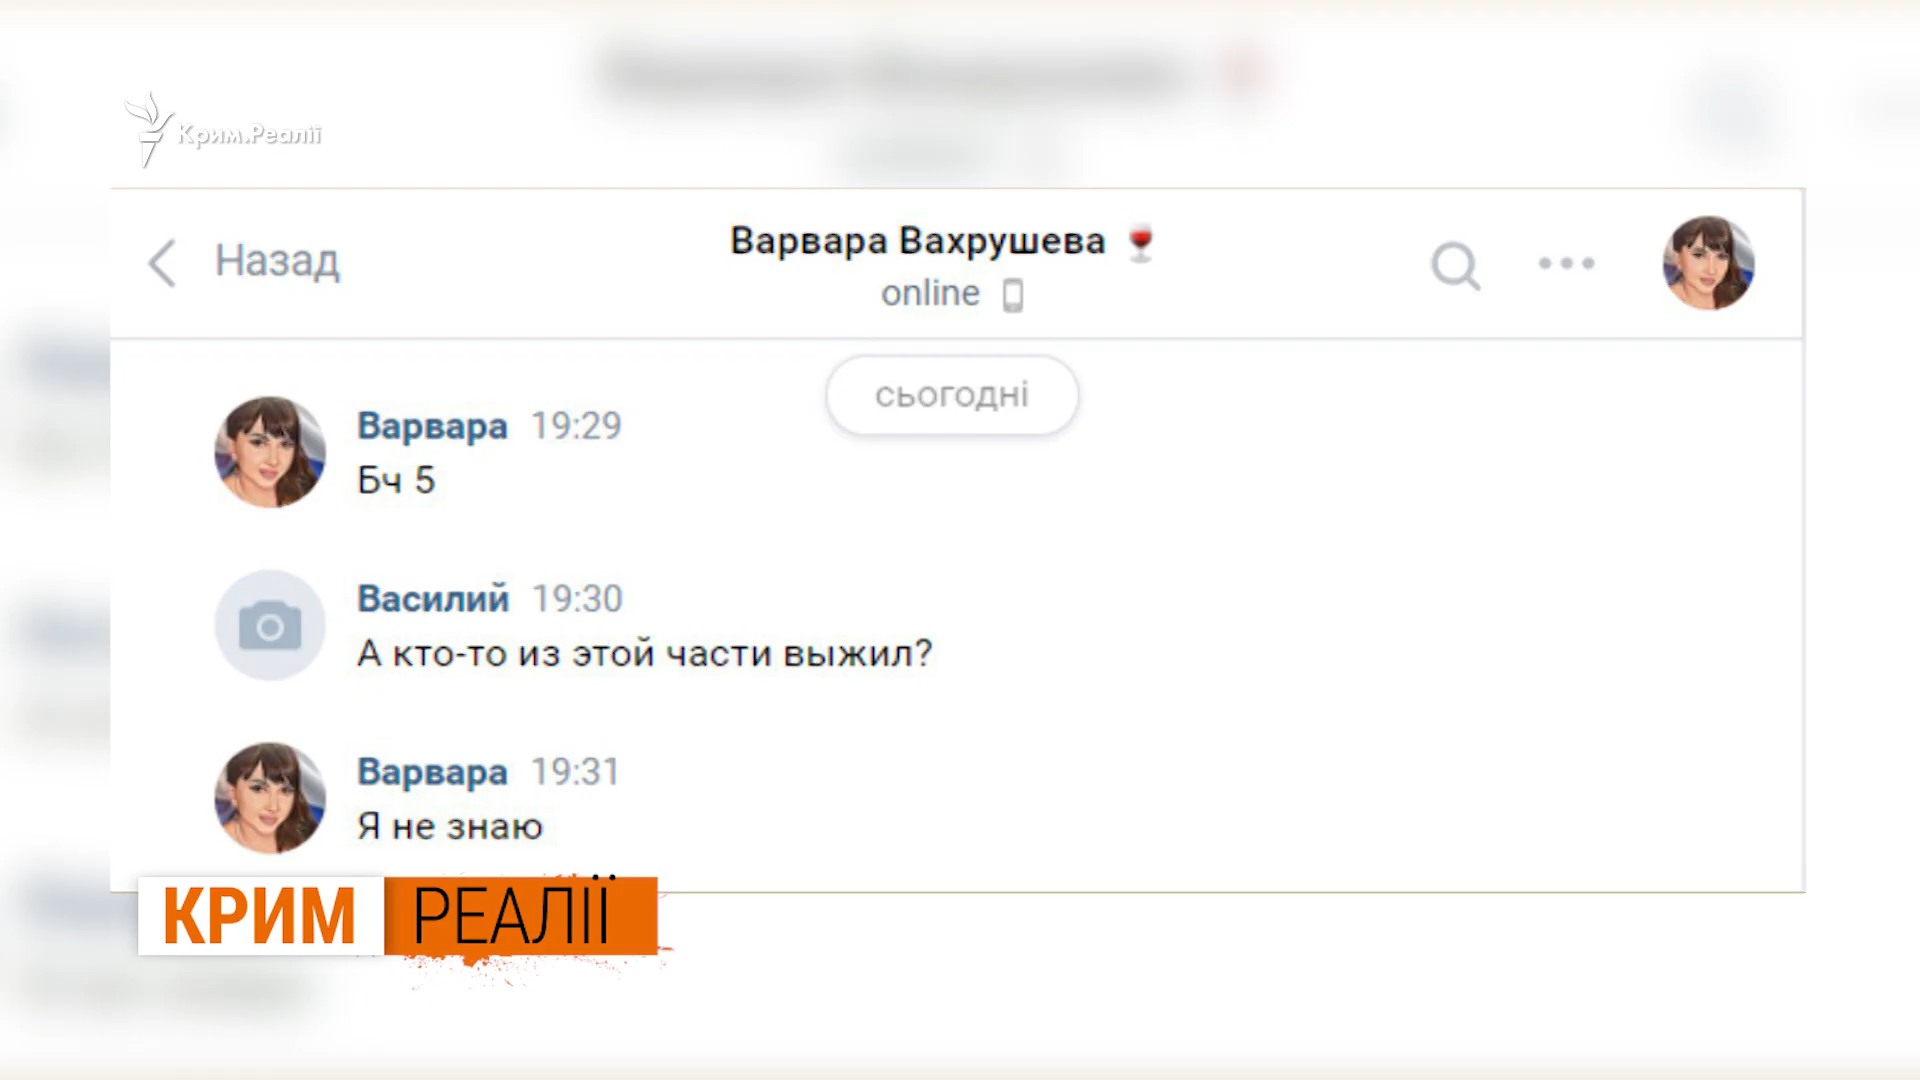 Крим.Реалії
Назад
Варвара Вахрушева
online
сьогодні
Варвара 19:29
Бч 5
Василий 19:30
А кто-то из этой части выжил?
Варвара 19:31
Я не знаю
КРИМ РЕАЛІЇ